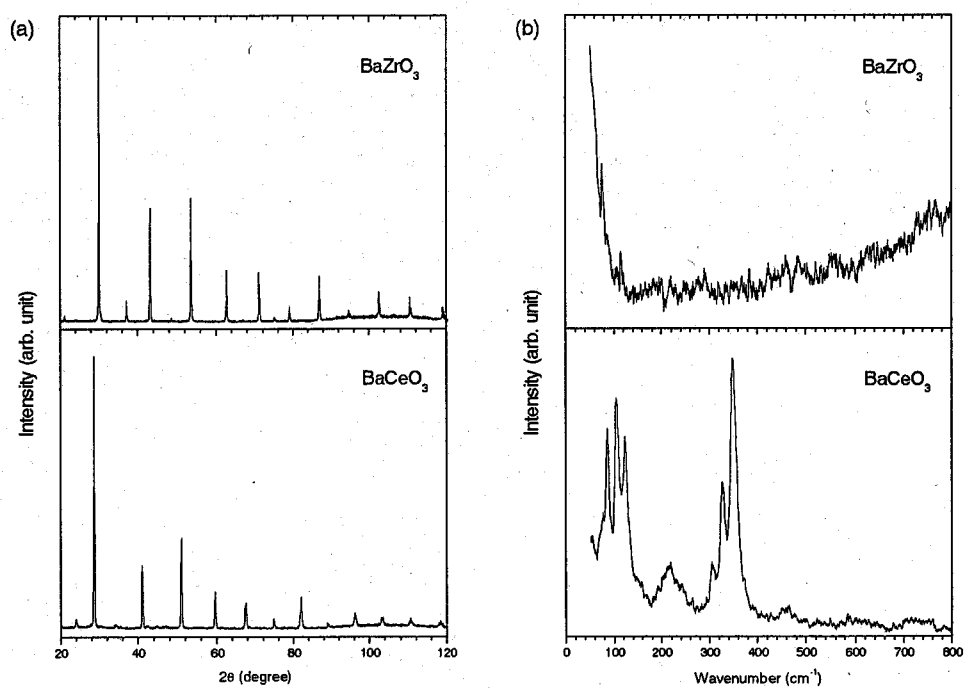 (a)
BaZrO₃
BaCeO₃
Intensity (arb. unit)
20 40 60 80 100 120
2θ (degree)
(b)
BaZrO₃
BaCeO₃
Intensity (arb. unit)
0 100 200 300 400 500 600 700 800
Wavenumber (cm⁻¹)